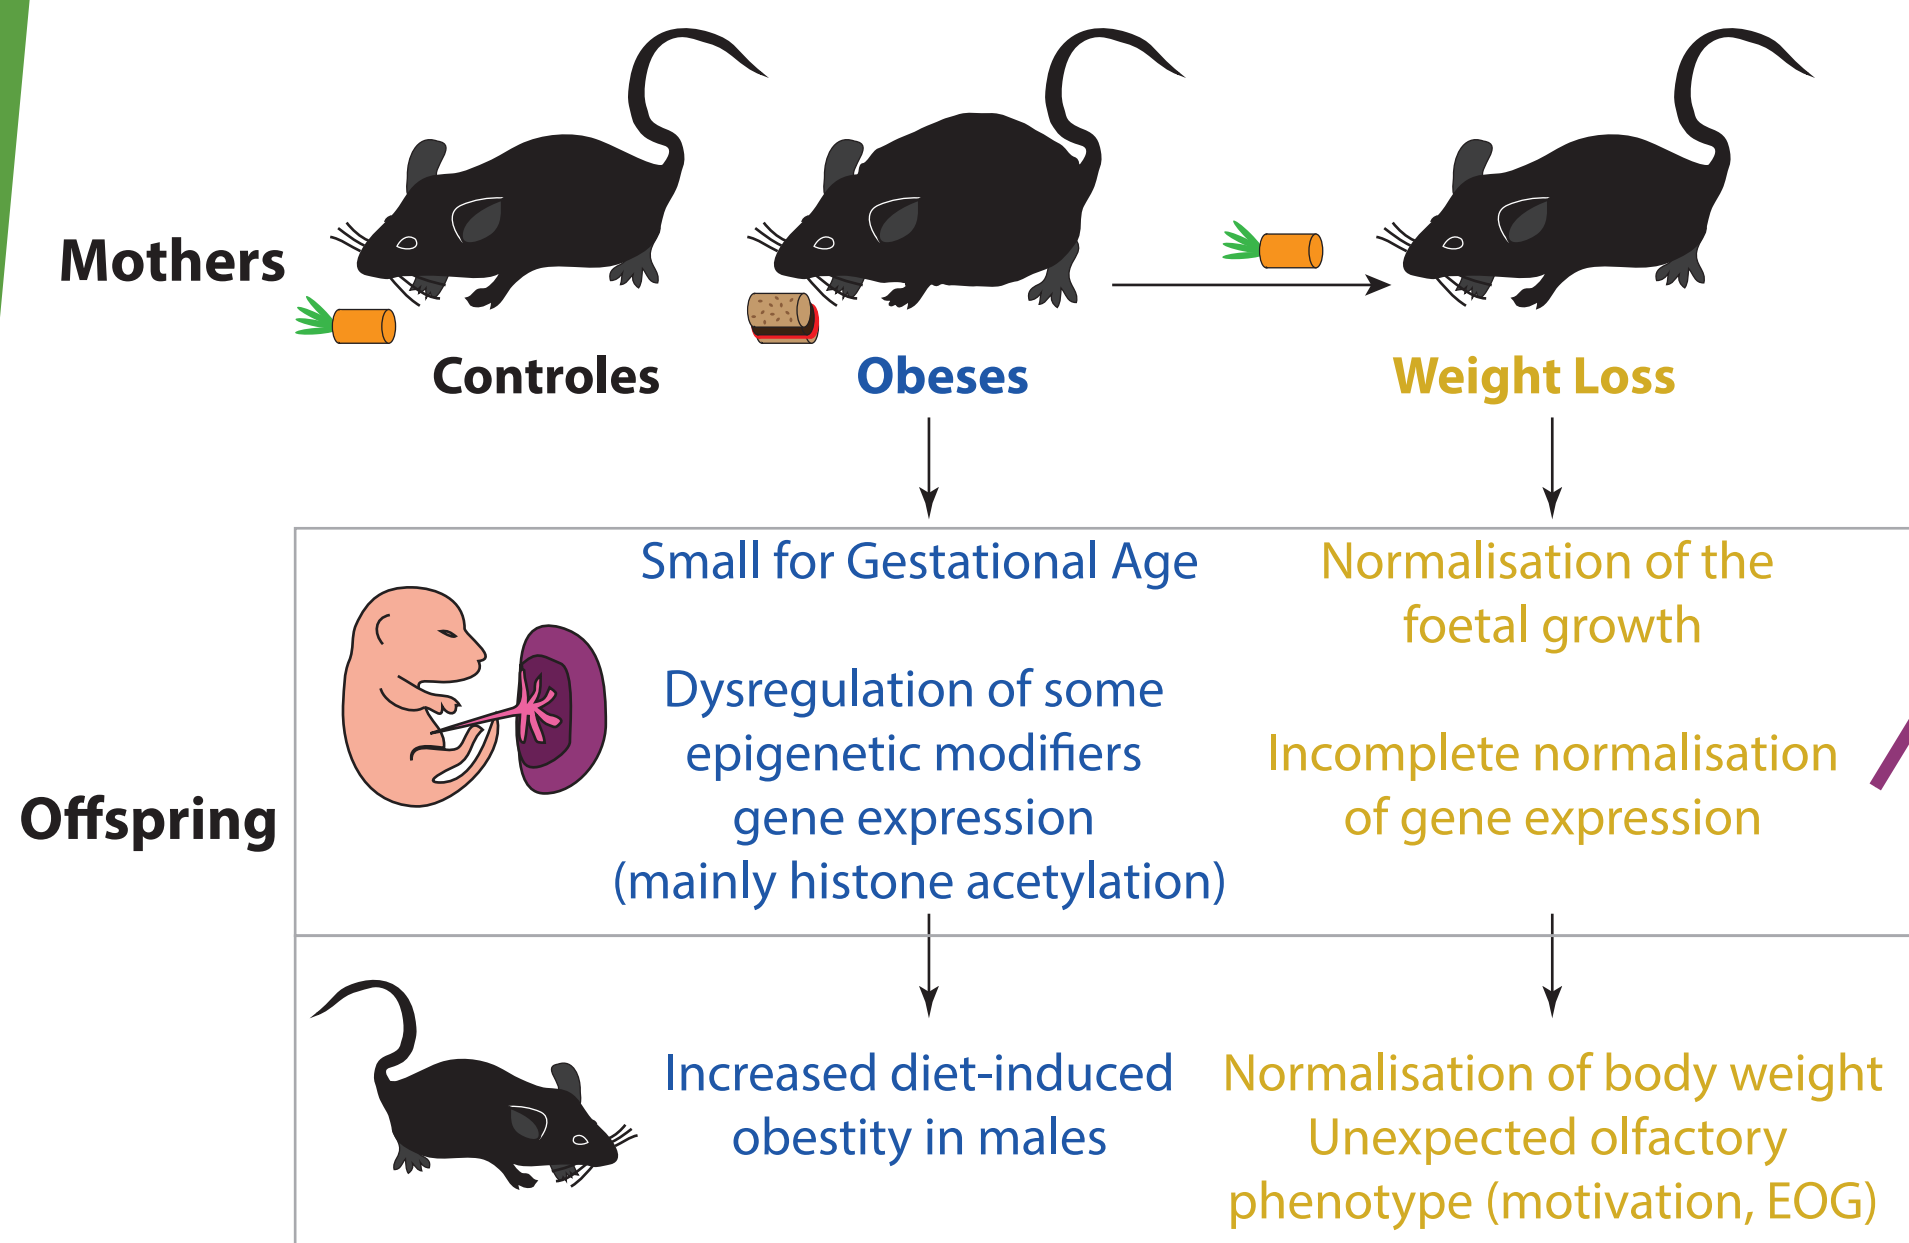 Mothers
Controles
Obeses
Weight Loss
Offspring
Small for Gestational Age
Dysregulation of some
epigenetic modifiers
gene expression
(mainly histone acetylation)
Normalisation of the
foetal growth
Incomplete normalisation
of gene expression
Increased diet-induced
obestity in males
Normalisation of body weight
Unexpected olfactory
phenotype (motivation, EOG)